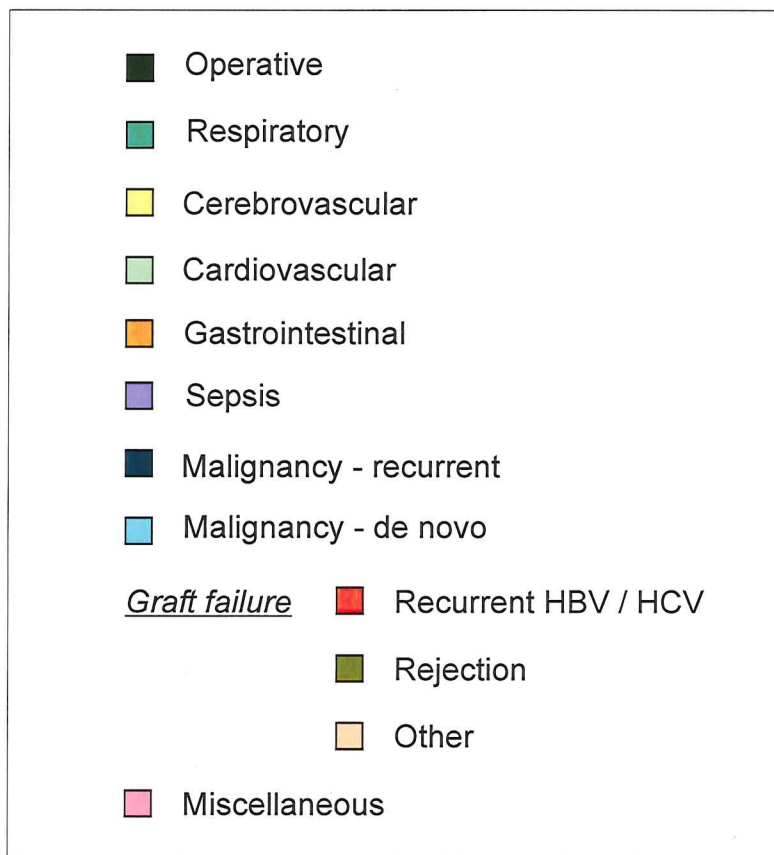 Operative
Respiratory
Cerebrovascular
Cardiovascular
Gastrointestinal
Sepsis
Malignancy - recurrent
Malignancy - de novo
Graft failure Recurrent HBV / HCV
Rejection
Other
Miscellaneous